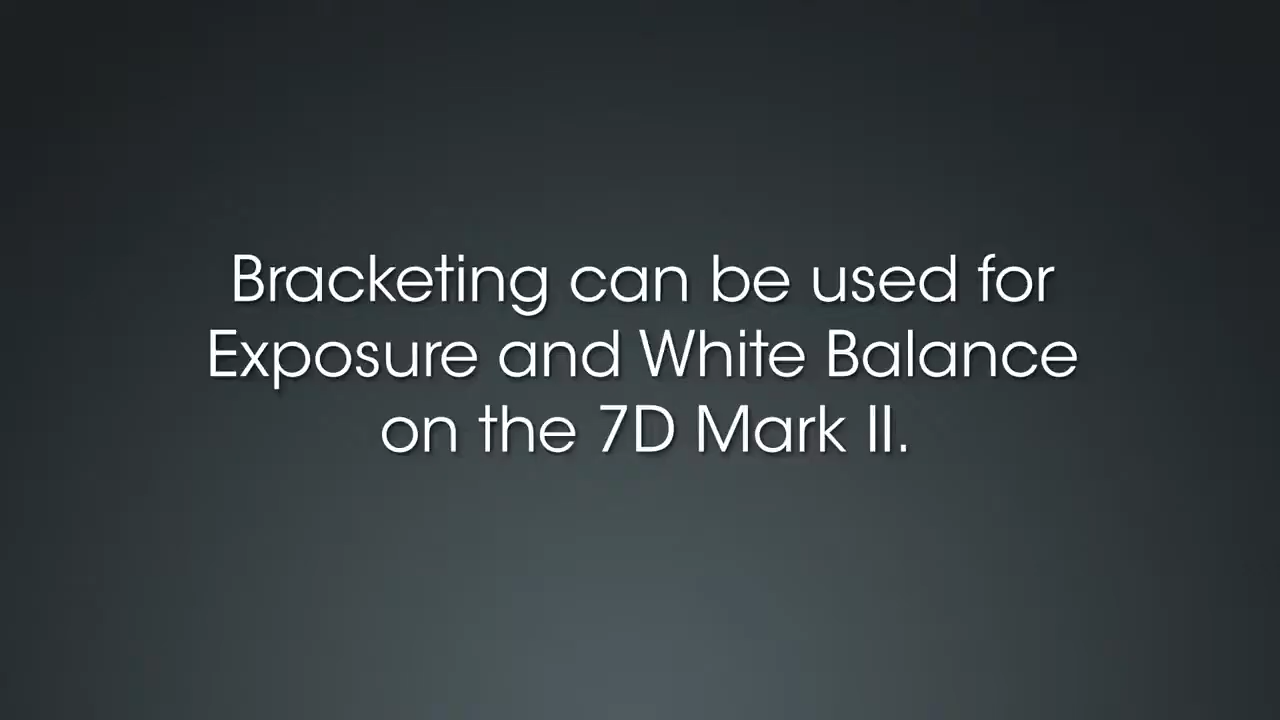 Bracketing can be used for
Exposure and White Balance
on the 7D Mark II.